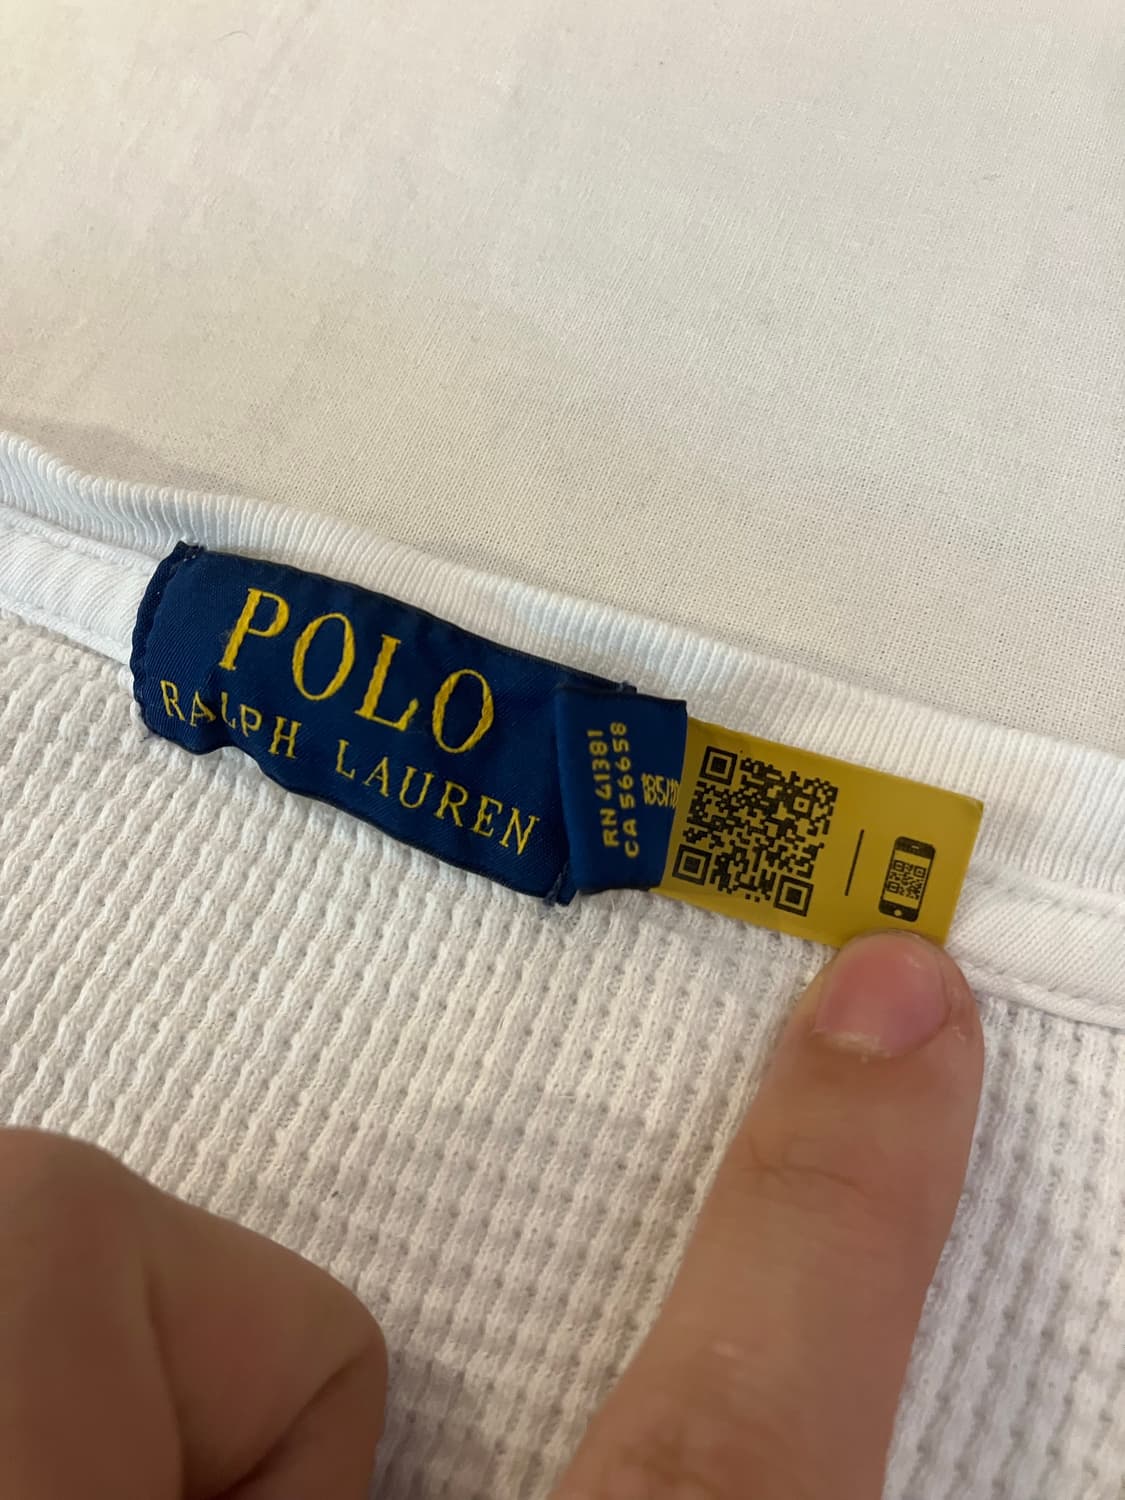 POLO
RALPH LAUREN
RN 41381
CA 56658